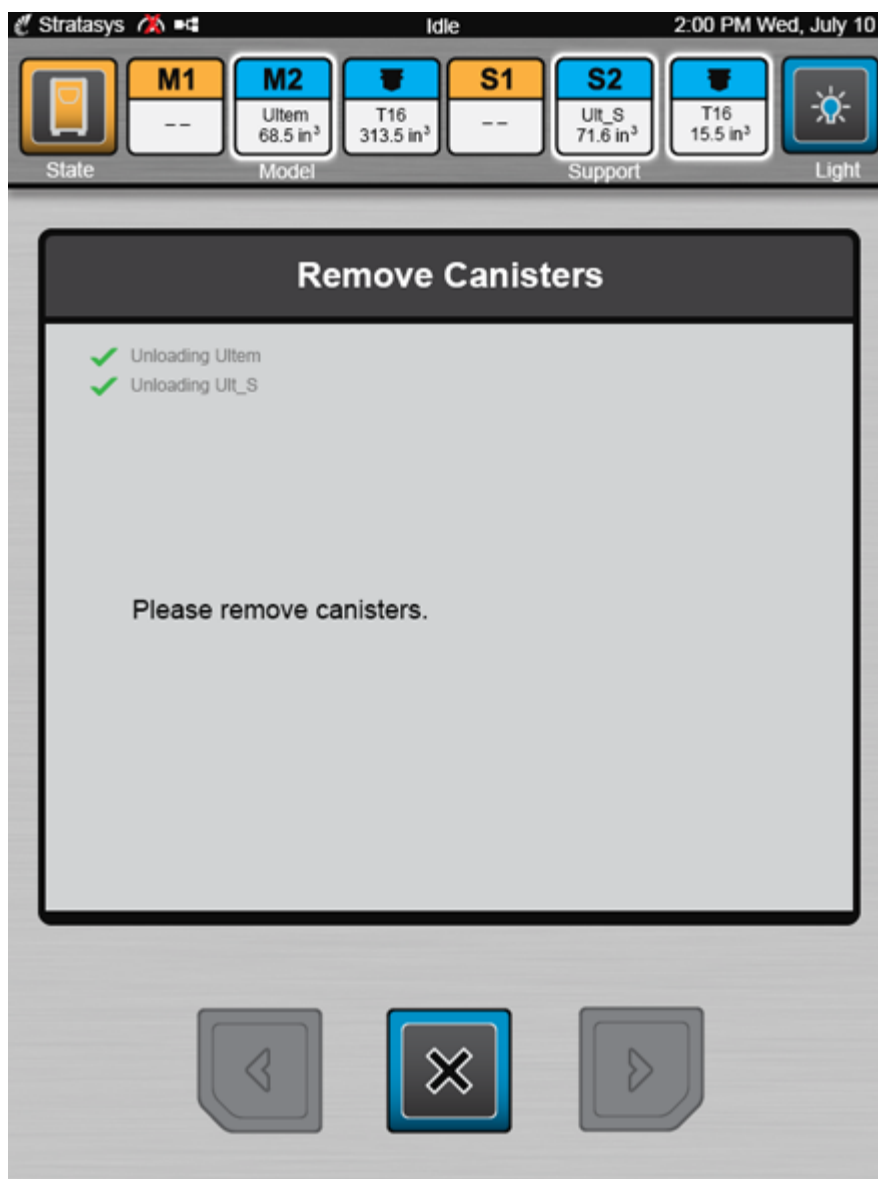 Stratasys Idle 2:00 PM Wed, July 10
M1 M2 S1 S2
-- Ultem T16 -- Ult_S T16
68.5 in³ 313.5 in³ 71.6 in³ 15.5 in³
State Model Support Light
Remove Canisters
Unloading Ultem
Unloading Ult_S
Please remove canisters.